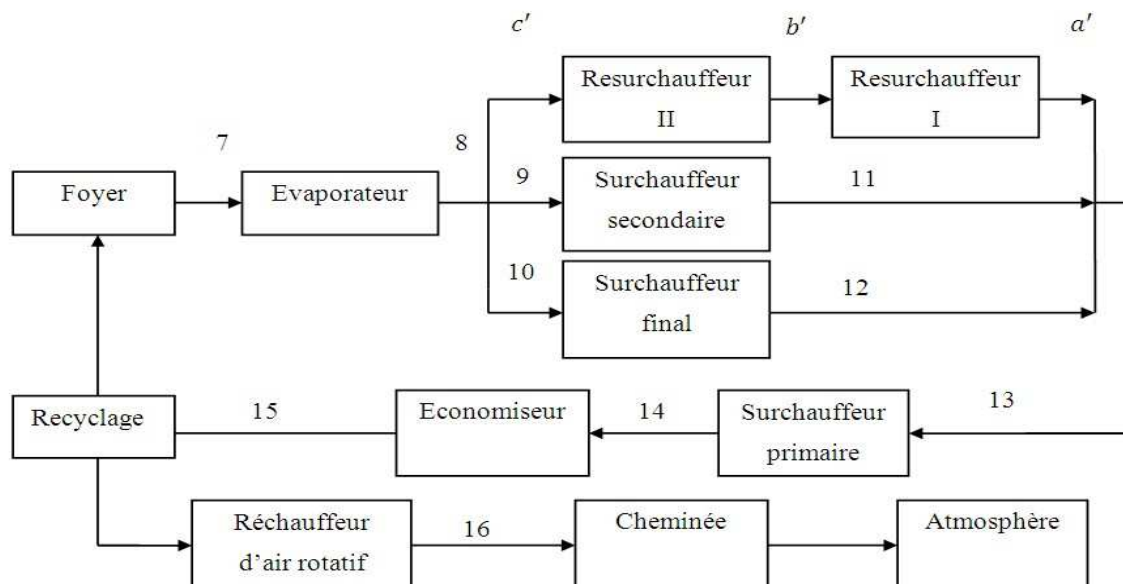 c′
b′
a′
Resurchauffeur
II
Resurchauffeur
I
7
8
Foyer
Evaporateur
9
Surchauffeur
secondaire
11
10
Surchauffeur
final
12
Recyclage
15
Economiseur
14
Surchauffeur
primaire
13
Réchauffeur
d’air rotatif
16
Cheminée
Atmosphère